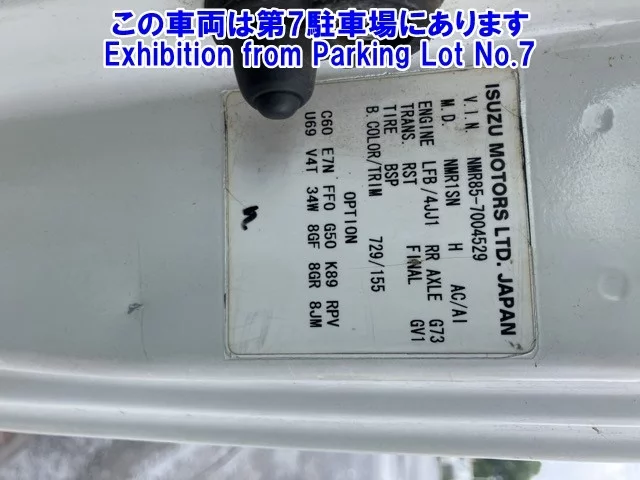 この車両は第7駐車場にあります
Exhibition from Parking Lot No.7
ISUZU MOTORS LTD. JAPAN
V.I.N. NMR85-7004529
M.D. NMR1SN H AC/AI
ENGINE LFB/4JJ1 RR AXLE G73
TRANS. RST FINAL GV1
TIRE BSP
B.COLOR/TRIM 729/155
OPTION
C60 E7N FF0 G50 K89 RPV
U69 V4T 34W 8GF 8GR 8JM